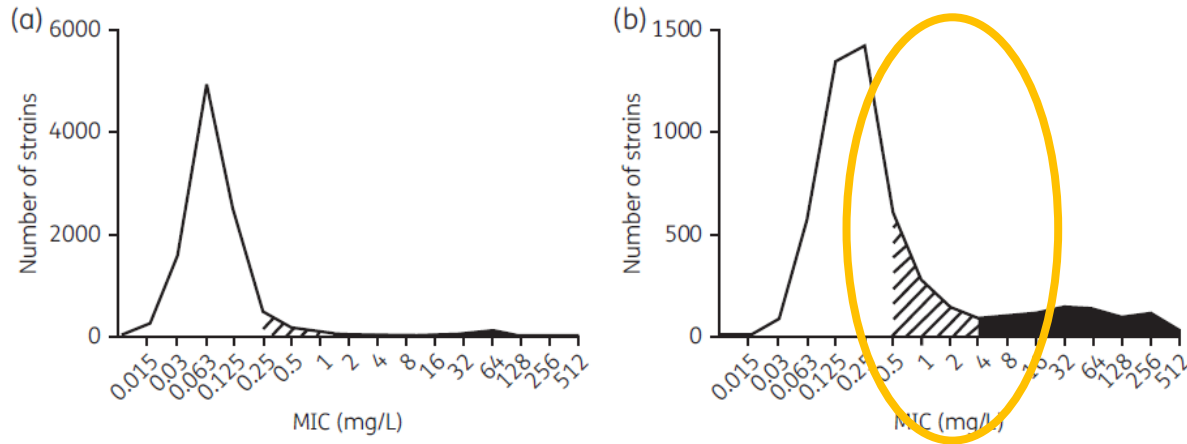 (a)
6000
4000
2000
0
Number of strains
0.015 0.03 0.063 0.125 0.25 0.5 1 2 4 8 16 32 64 128 256 512
MIC (mg/L)
(b)
1500
1000
500
0
Number of strains
0.015 0.03 0.063 0.125 0.25 0.5 1 2 4 8 16 32 64 128 256 512
MIC (mg/L)